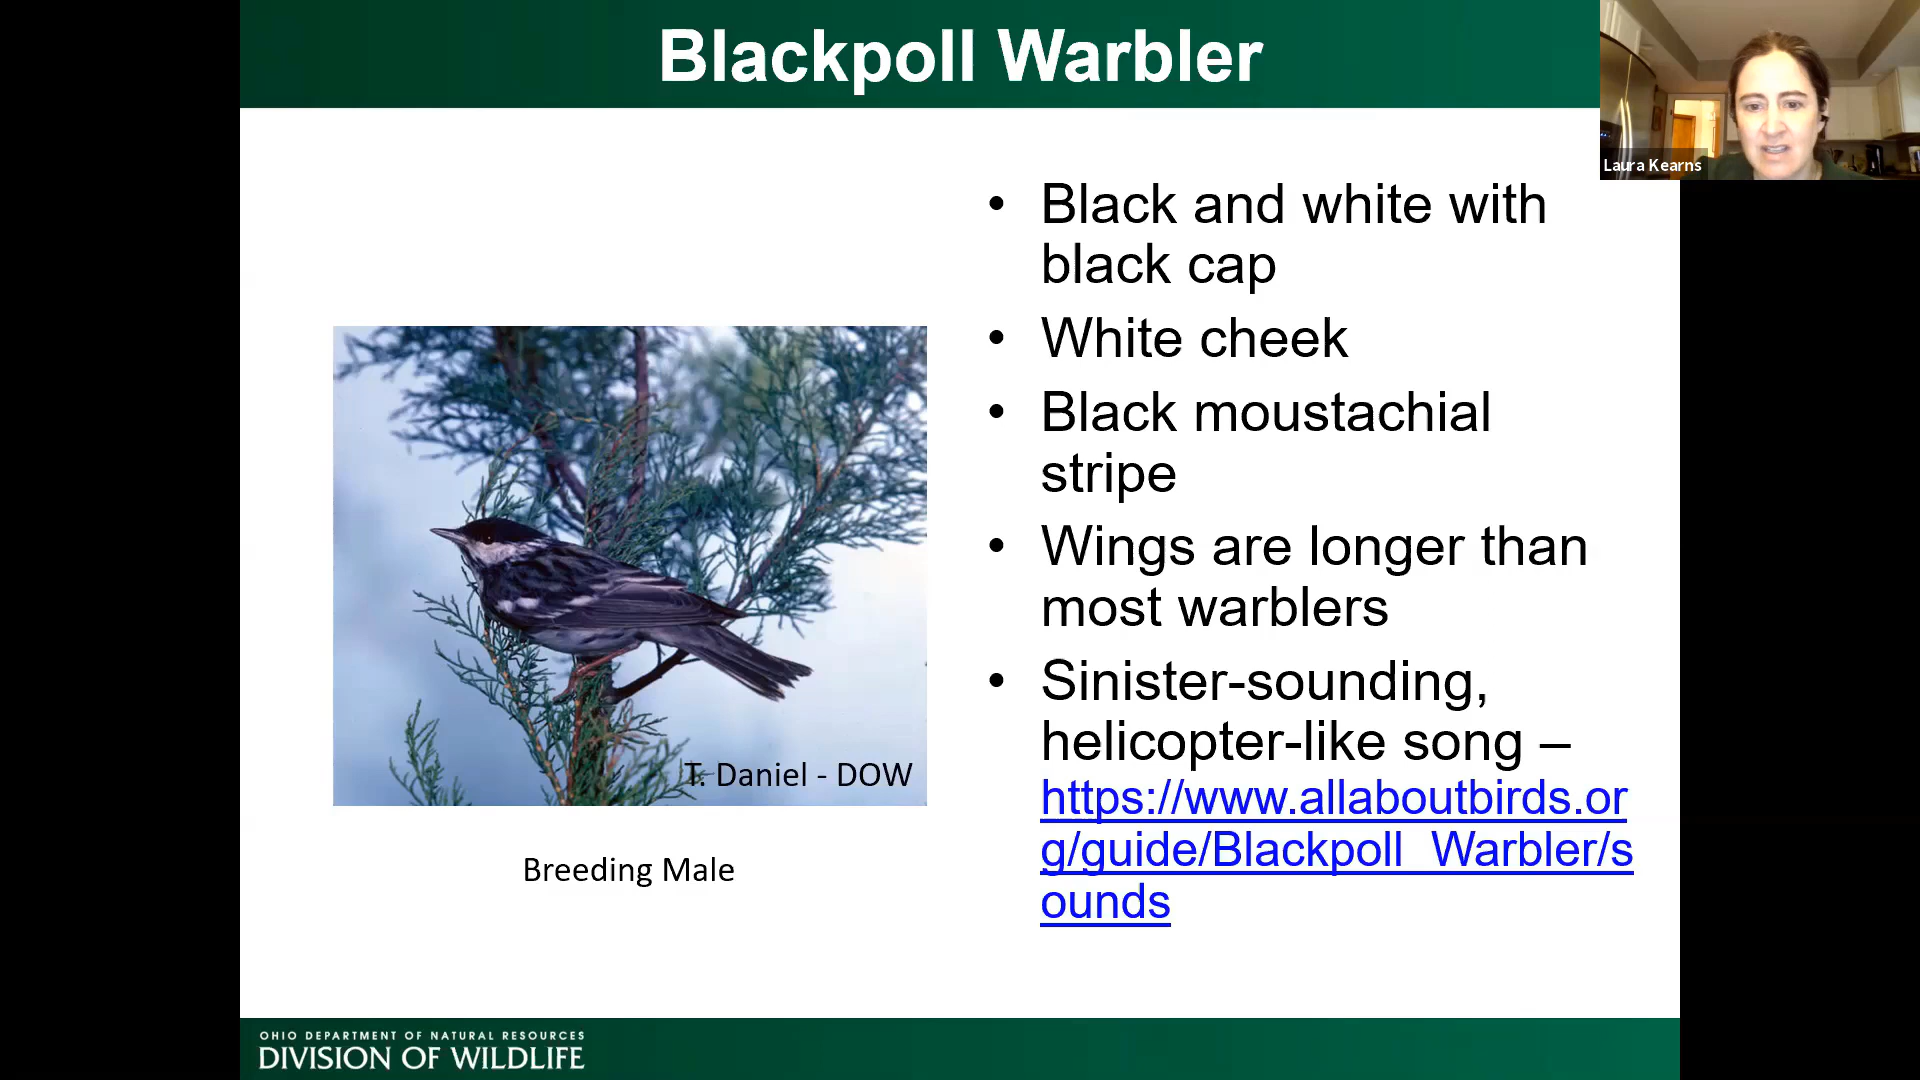 Blackpoll Warbler
Laura Kearns
• Black and white with
black cap
• White cheek
• Black moustachial
stripe
• Wings are longer than
most warblers
• Sinister-sounding,
helicopter-like song –
https://www.allaboutbirds.or
g/guide/Blackpoll_Warbler/s
ounds
T. Daniel - DOW
Breeding Male
OHIO DEPARTMENT OF NATURAL RESOURCES
DIVISION OF WILDLIFE